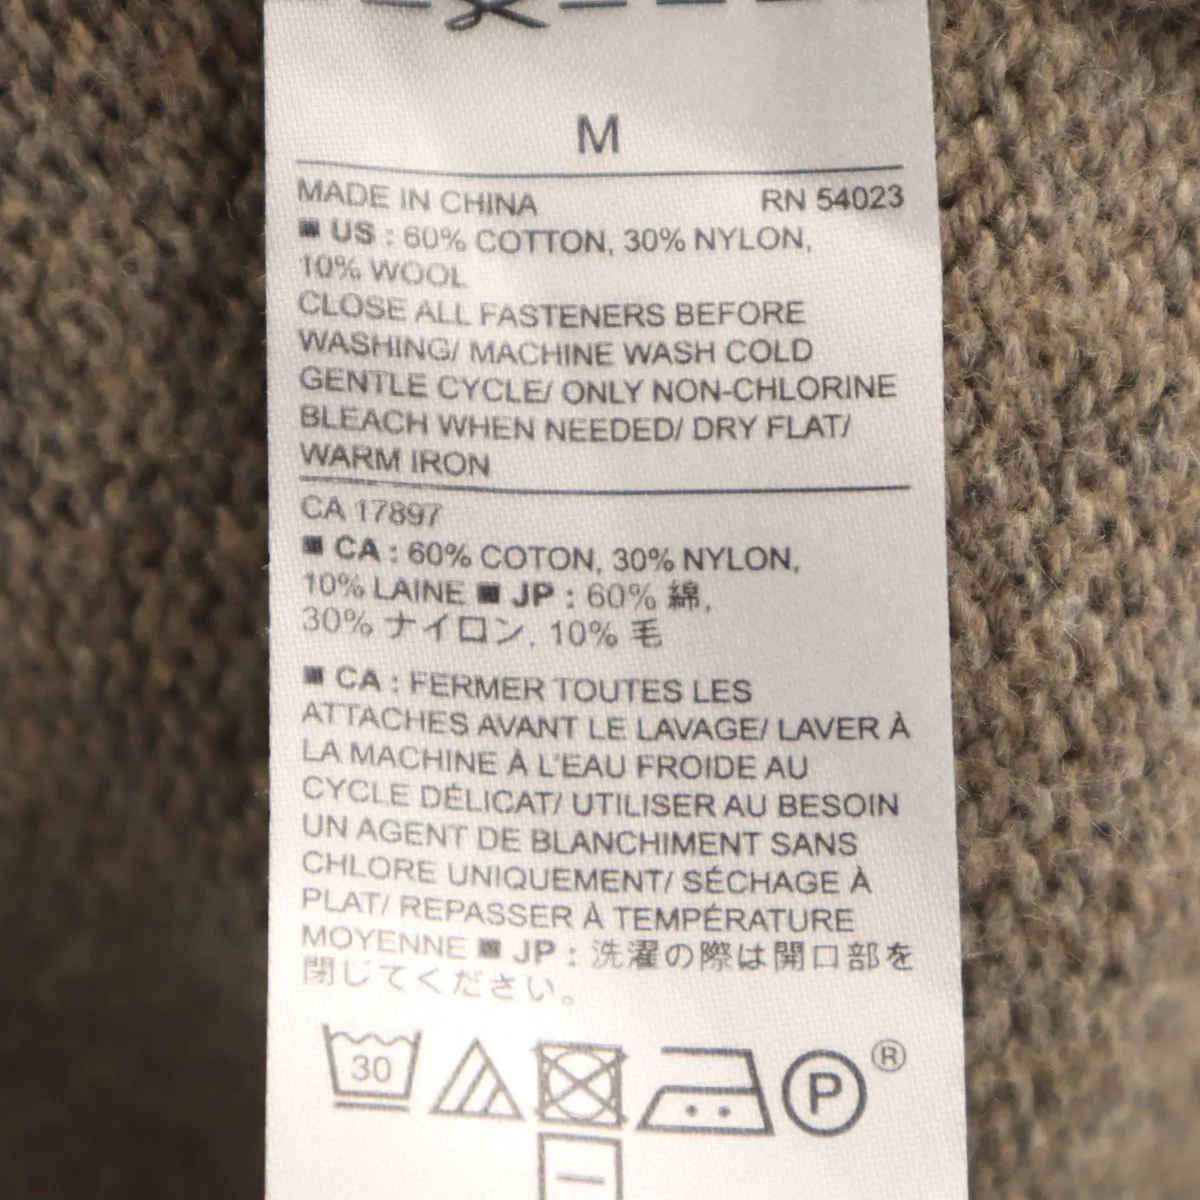 M
MADE IN CHINA RN 54023
■ US : 60% COTTON, 30% NYLON,
10% WOOL
CLOSE ALL FASTENERS BEFORE
WASHING/ MACHINE WASH COLD
GENTLE CYCLE/ ONLY NON-CHLORINE
BLEACH WHEN NEEDED/ DRY FLAT/
WARM IRON
CA 17897
■ CA : 60% COTON, 30% NYLON,
10% LAINE ■ JP : 60% 綿,
30% ナイロン, 10% 毛
■ CA : FERMER TOUTES LES
ATTACHES AVANT LE LAVAGE/ LAVER À
LA MACHINE À L'EAU FROIDE AU
CYCLE DÉLICAT/ UTILISER AU BESOIN
UN AGENT DE BLANCHIMENT SANS
CHLORE UNIQUEMENT/ SÉCHAGE À
PLAT/ REPASSER À TEMPÉRATURE
MOYENNE ■ JP : 洗濯の際は開口部を
閉じてください。
30 P ®